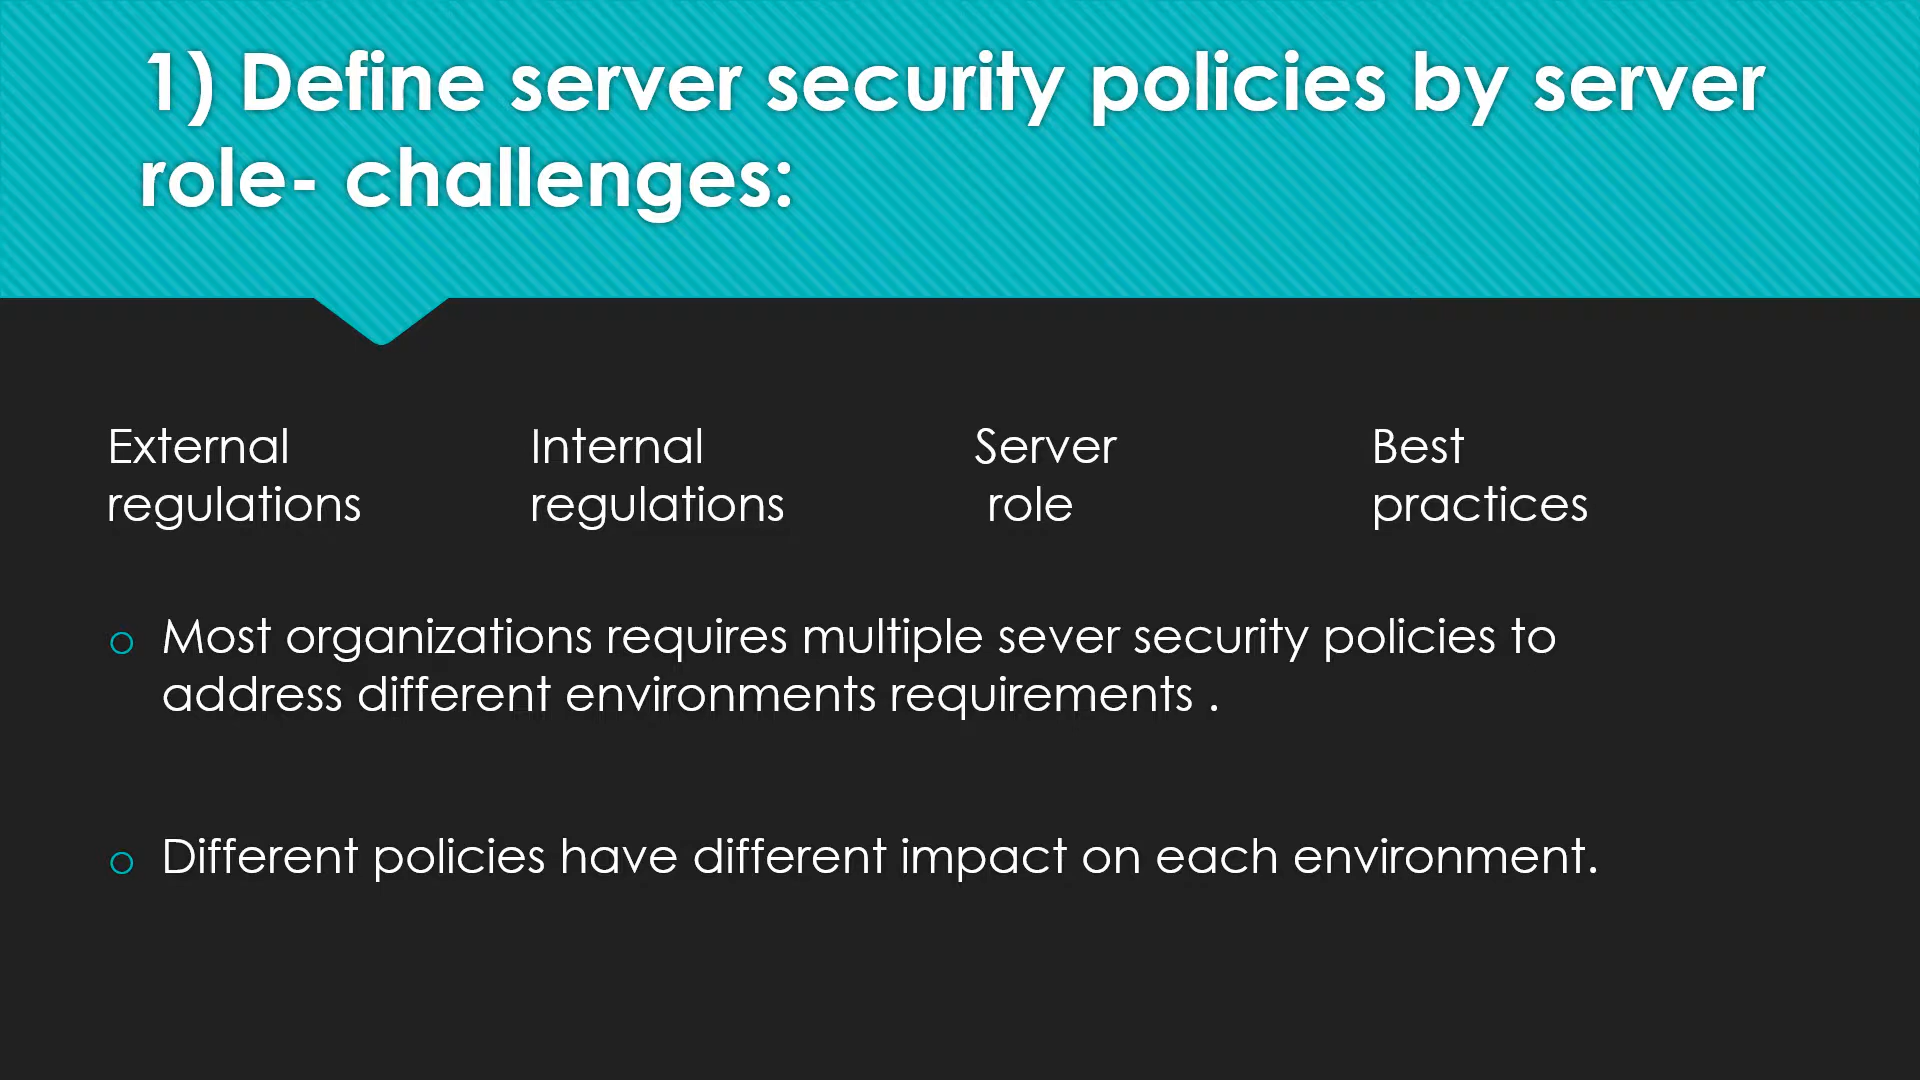 1) Define server security policies by server
role- challenges:
External
regulations
Internal
regulations
Server
role
Best
practices
Most organizations requires multiple sever security policies to
address different environments requirements .
Different policies have different impact on each environment.